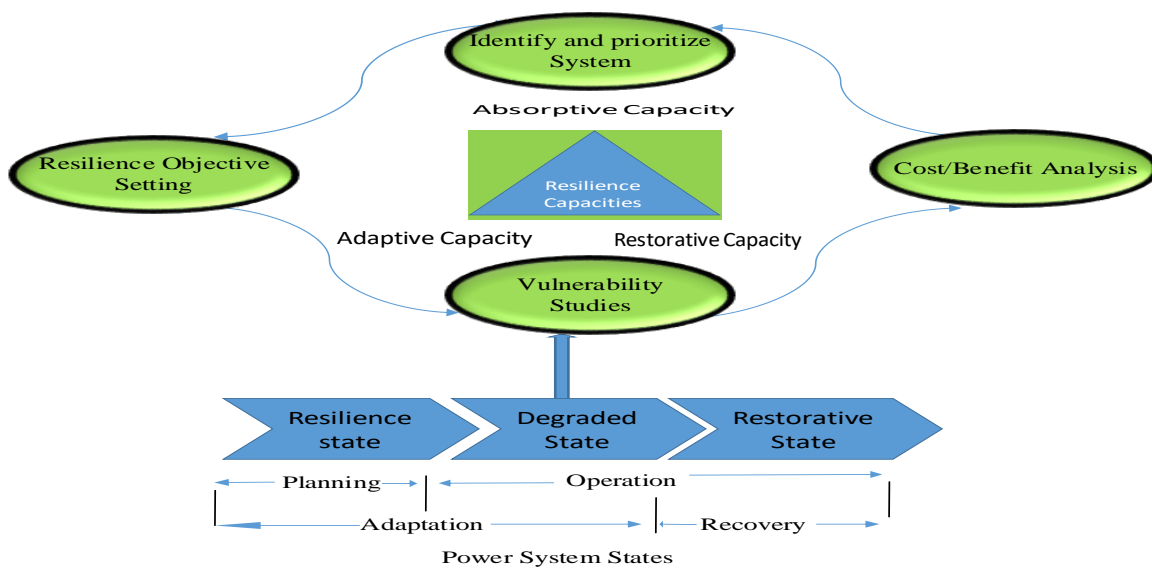 Identify and prioritize
System
Absorptive Capacity
Resilience Objective
Setting
Resilience
Capacities
Cost/Benefit Analysis
Adaptive Capacity
Restorative Capacity
Vulnerability
Studies
Resilience
state
Degraded
State
Restorative
State
Planning
Operation
Adaptation
Recovery
Power System States